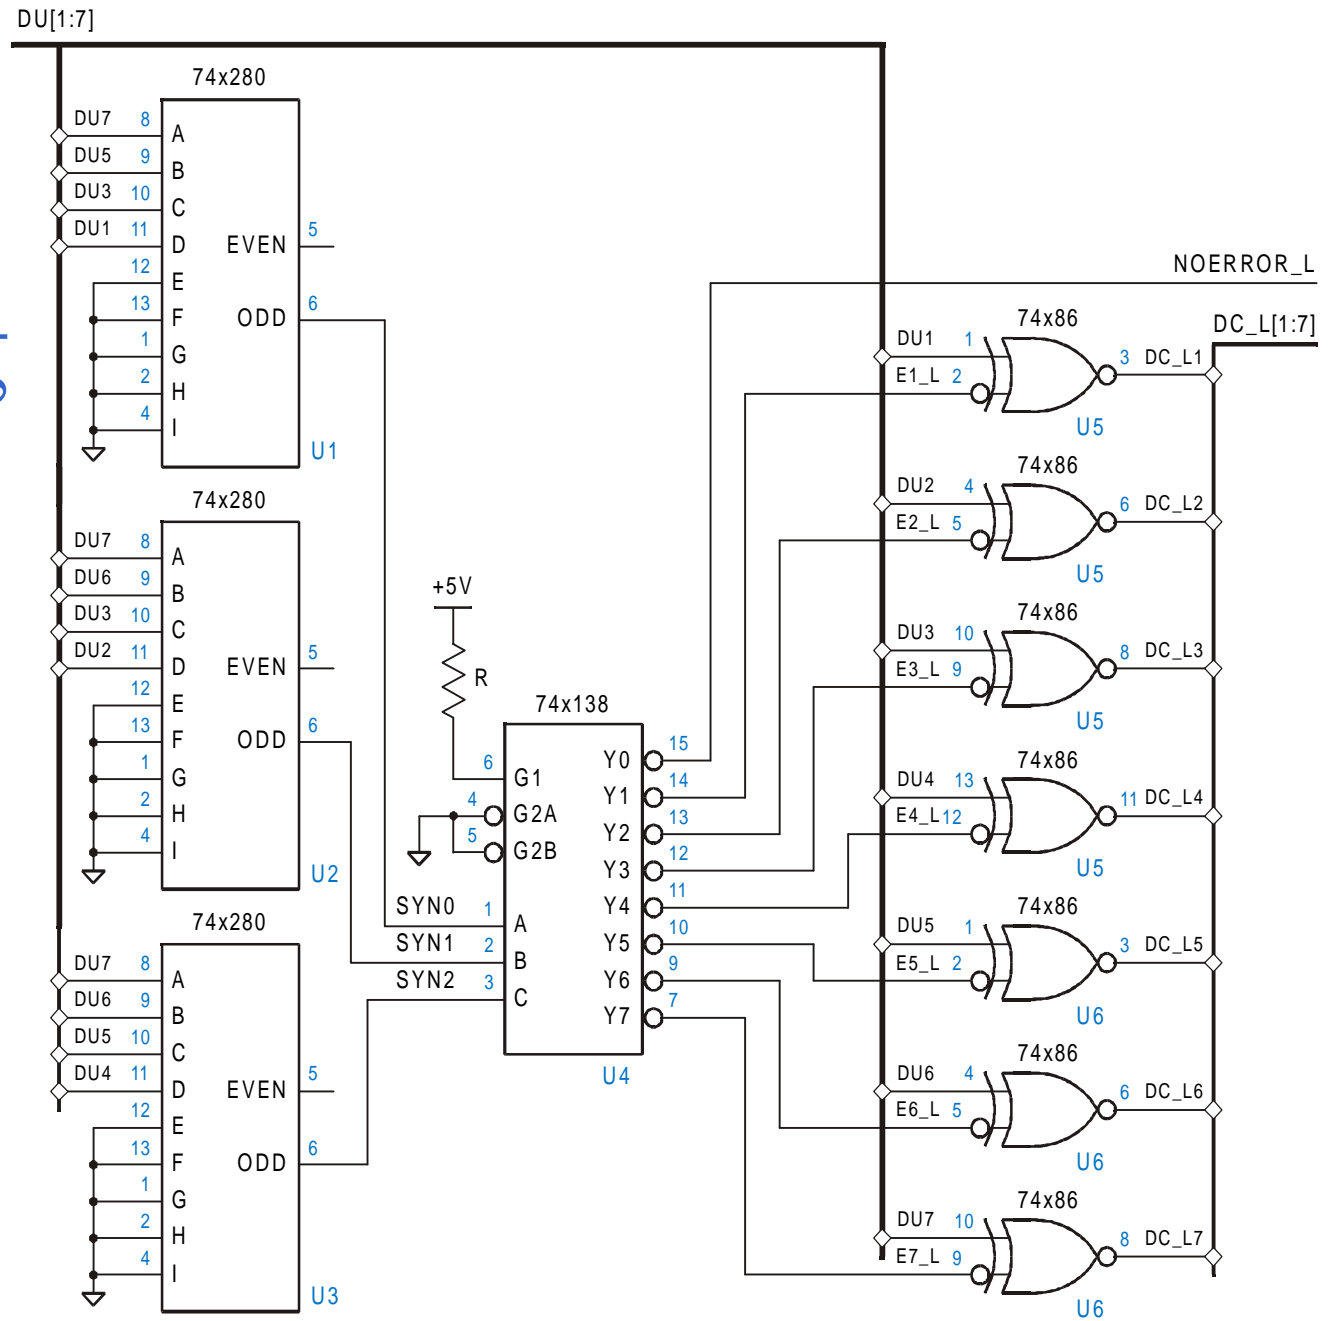 DU[1:7]
74x280
DU7 8 A
DU5 9 B
DU3 10 C
DU1 11 D
12 E
13 F
1 G
2 H
4 I
EVEN 5
ODD 6
U1
74x280
DU7 8 A
DU6 9 B
DU3 10 C
DU2 11 D
12 E
13 F
1 G
2 H
4 I
EVEN 5
ODD 6
U2
74x280
DU7 8 A
DU6 9 B
DU5 10 C
DU4 11 D
12 E
13 F
1 G
2 H
4 I
EVEN 5
ODD 6
U3
+5V
R
74x138
6 G1
4 G2A
5 G2B
SYN0 1 A
SYN1 2 B
SYN2 3 C
Y0 15
Y1 14
Y2 13
Y3 12
Y4 11
Y5 10
Y6 9
Y7 7
U4
NOERROR_L
DC_L[1:7]
74x86
DU1 1
E1_L 2
3 DC_L1
U5
74x86
DU2 4
E2_L 5
6 DC_L2
U5
74x86
DU3 10
E3_L 9
8 DC_L3
U5
74x86
DU4 13
E4_L 12
11 DC_L4
U5
74x86
DU5 1
E5_L 2
3 DC_L5
U6
74x86
DU6 4
E6_L 5
6 DC_L6
U6
74x86
DU7 10
E7_L 9
8 DC_L7
U6